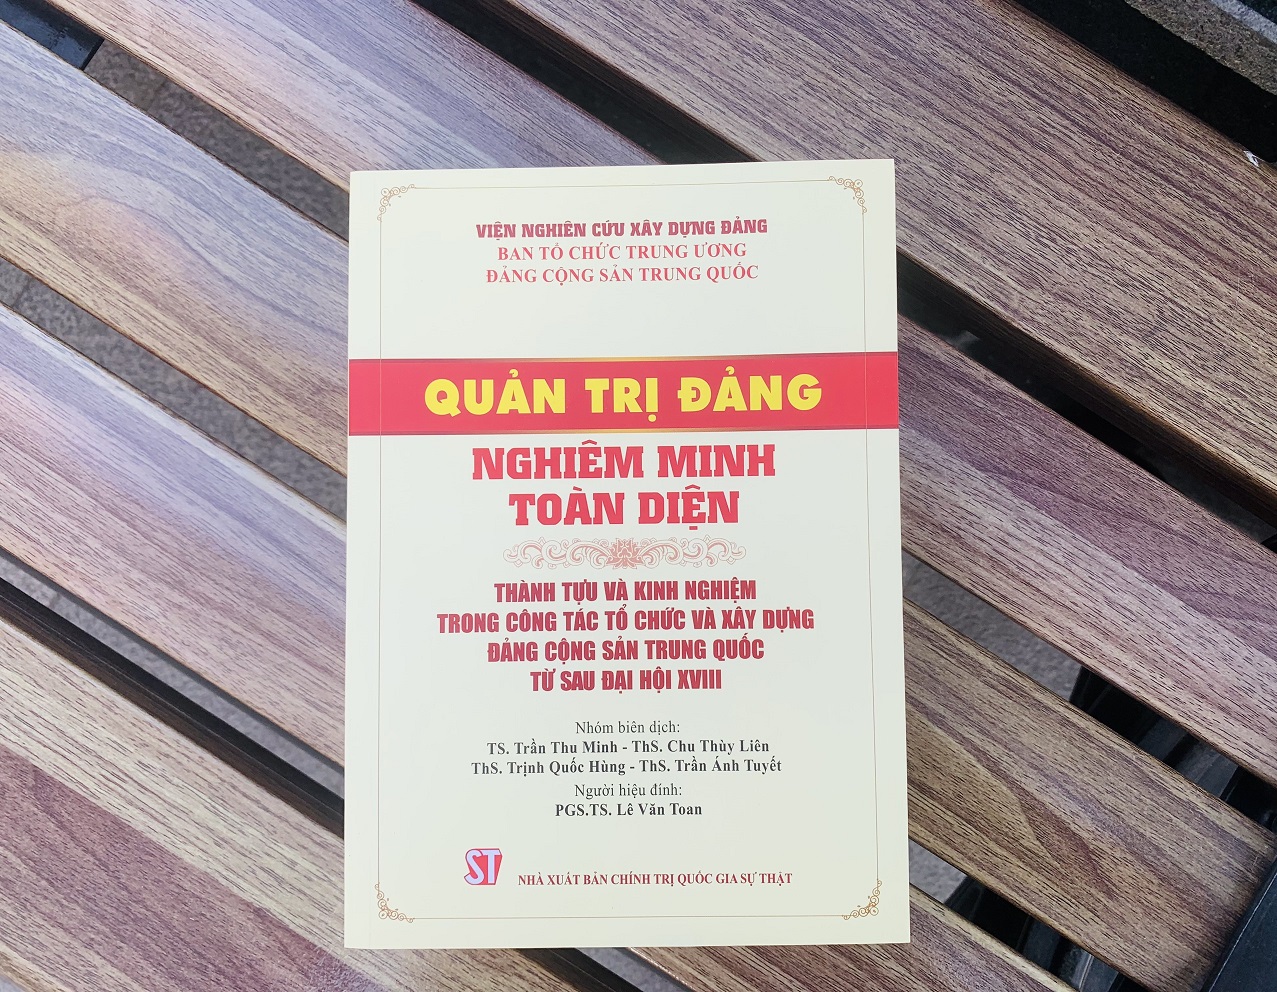 VIỆN NGHIÊN CỨU XÂY DỰNG ĐẢNG
BAN TỔ CHỨC TRUNG ƯƠNG
ĐẢNG CỘNG SẢN TRUNG QUỐC
QUẢN TRỊ ĐẢNG
NGHIÊM MINH
TOÀN DIỆN
THÀNH TỰU VÀ KINH NGHIỆM
TRONG CÔNG TÁC TỔ CHỨC VÀ XÂY DỰNG
ĐẢNG CỘNG SẢN TRUNG QUỐC
TỪ SAU ĐẠI HỘI XVIII
Nhóm biên dịch:
TS. Trần Thu Minh - ThS. Chu Thùy Liên
ThS. Trịnh Quốc Hùng - ThS. Trần Ánh Tuyết
Người hiệu đính:
PGS.TS. Lê Văn Toan
ST
NHÀ XUẤT BẢN CHÍNH TRỊ QUỐC GIA SỰ THẬT